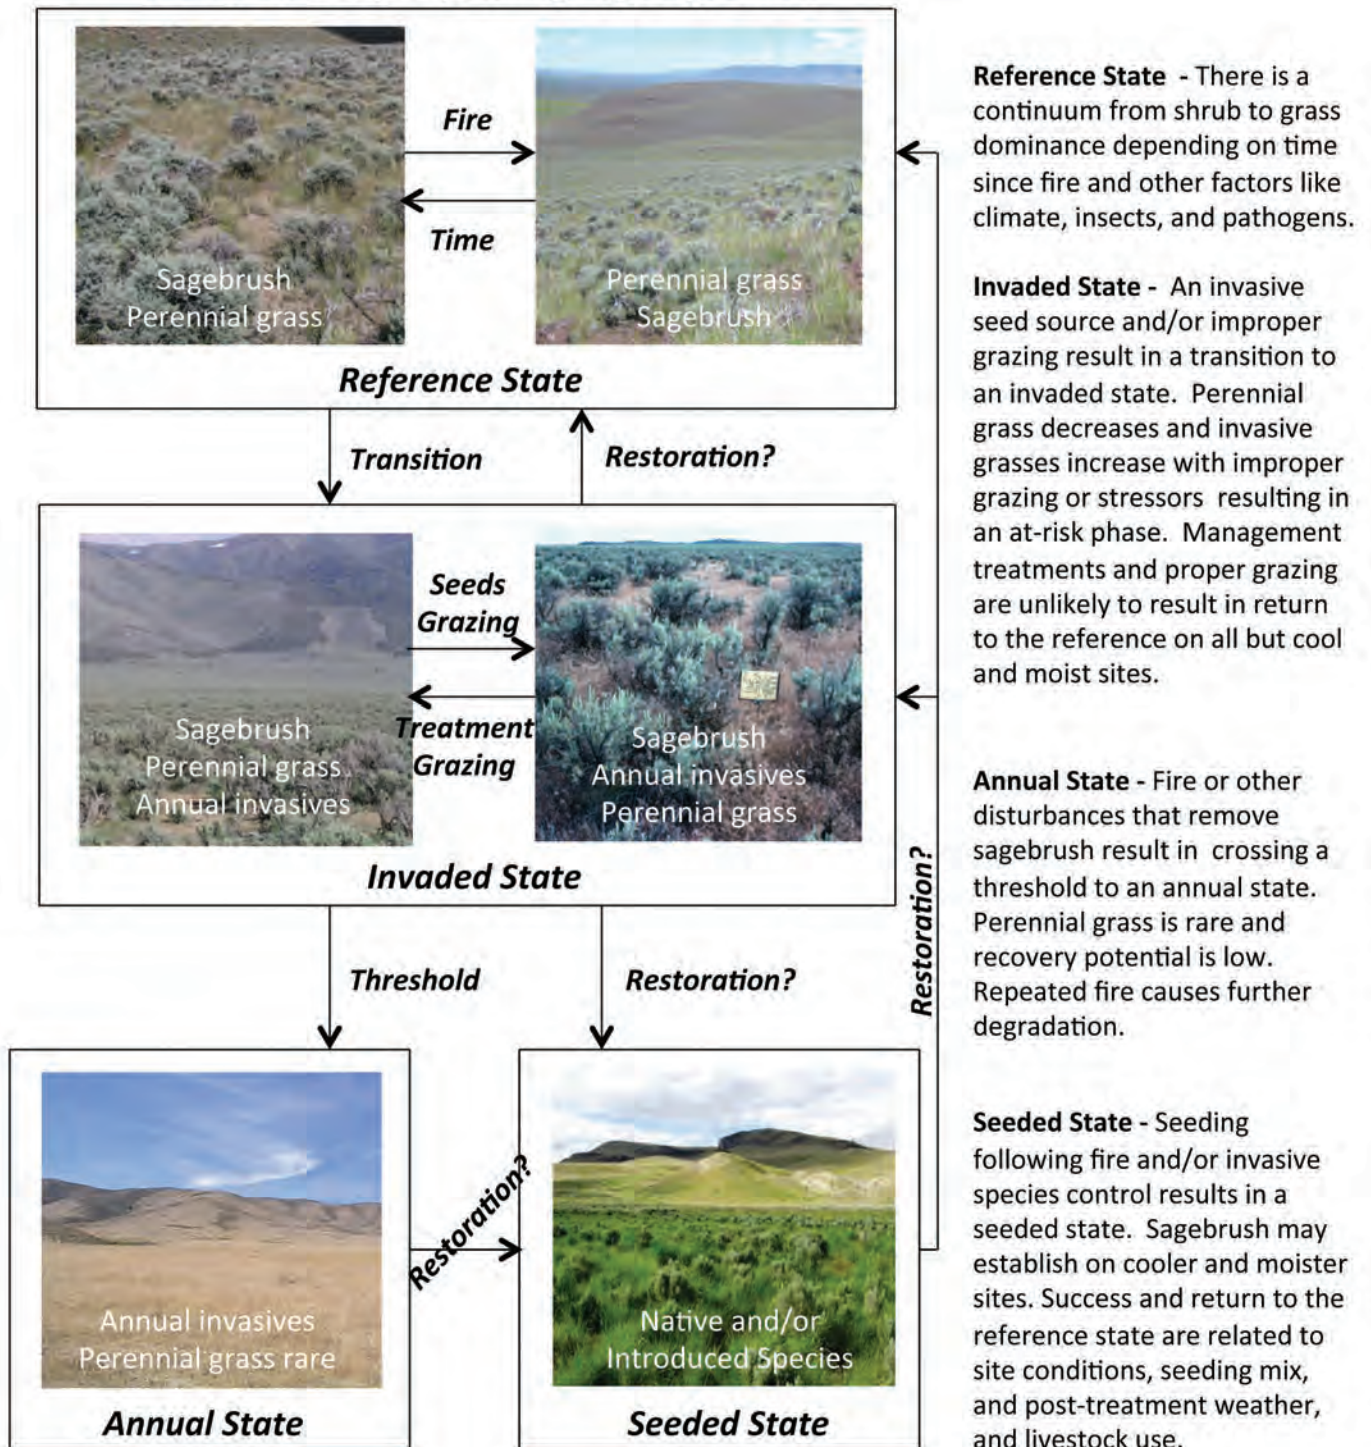 Fire
Time
Sagebrush
Perennial grass
Perennial grass
Sagebrush
Reference State
Transition
Restoration?
Seeds
Grazing
Treatment
Grazing
Sagebrush
Perennial grass
Annual invasives
Sagebrush
Annual invasives
Perennial grass
Invaded State
Threshold
Restoration?
Restoration?
Restoration?
Annual invasives
Perennial grass rare
Annual State
Native and/or
Introduced Species
Seeded State
Reference State - There is a
continuum from shrub to grass
dominance depending on time
since fire and other factors like
climate, insects, and pathogens.
Invaded State - An invasive
seed source and/or improper
grazing result in a transition to
an invaded state. Perennial
grass decreases and invasive
grasses increase with improper
grazing or stressors resulting in
an at-risk phase. Management
treatments and proper grazing
are unlikely to result in return
to the reference on all but cool
and moist sites.
Annual State - Fire or other
disturbances that remove
sagebrush result in crossing a
threshold to an annual state.
Perennial grass is rare and
recovery potential is low.
Repeated fire causes further
degradation.
Seeded State - Seeding
following fire and/or invasive
species control results in a
seeded state. Sagebrush may
establish on cooler and moister
sites. Success and return to the
reference state are related to
site conditions, seeding mix,
and post-treatment weather,
and livestock use.